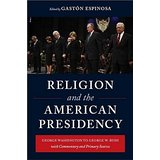 Edited by GASTÓN ESPINOSA
RELIGION
and the
AMERICAN
PRESIDENCY
GEORGE WASHINGTON TO GEORGE W. BUSH
with Commentary and Primary Sources